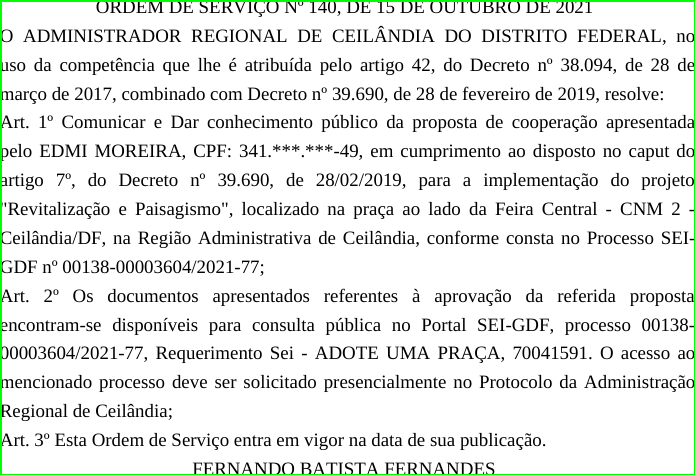 ORDEM DE SERVIÇO Nº 140, DE 15 DE OUTUBRO DE 2021
O ADMINISTRADOR REGIONAL DE CEILÂNDIA DO DISTRITO FEDERAL, no
uso da competência que lhe é atribuída pelo artigo 42, do Decreto nº 38.094, de 28 de
março de 2017, combinado com Decreto nº 39.690, de 28 de fevereiro de 2019, resolve:
Art. 1º Comunicar e Dar conhecimento público da proposta de cooperação apresentada
pelo EDMI MOREIRA, CPF: 341.***.***-49, em cumprimento ao disposto no caput do
artigo 7º, do Decreto nº 39.690, de 28/02/2019, para a implementação do projeto
"Revitalização e Paisagismo", localizado na praça ao lado da Feira Central - CNM 2 -
Ceilândia/DF, na Região Administrativa de Ceilândia, conforme consta no Processo SEI-
GDF nº 00138-00003604/2021-77;
Art. 2º Os documentos apresentados referentes à aprovação da referida proposta
encontram-se disponíveis para consulta pública no Portal SEI-GDF, processo 00138-
00003604/2021-77, Requerimento Sei - ADOTE UMA PRAÇA, 70041591. O acesso ao
mencionado processo deve ser solicitado presencialmente no Protocolo da Administração
Regional de Ceilândia;
Art. 3º Esta Ordem de Serviço entra em vigor na data de sua publicação.
FERNANDO BATISTA FERNANDES